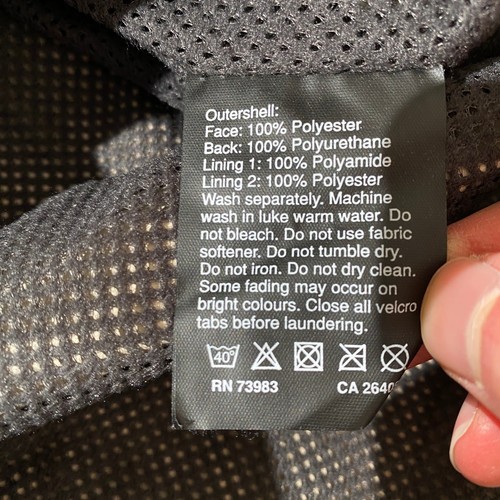 Outershell:
Face: 100% Polyester
Back: 100% Polyurethane
Lining 1: 100% Polyamide
Lining 2: 100% Polyester
Wash separately. Machine
wash in luke warm water. Do
not bleach. Do not use fabric
softener. Do not tumble dry.
Do not iron. Do not dry clean.
Some fading may occur on
bright colours. Close all velcro
tabs before laundering.
40°
RN 73983 CA